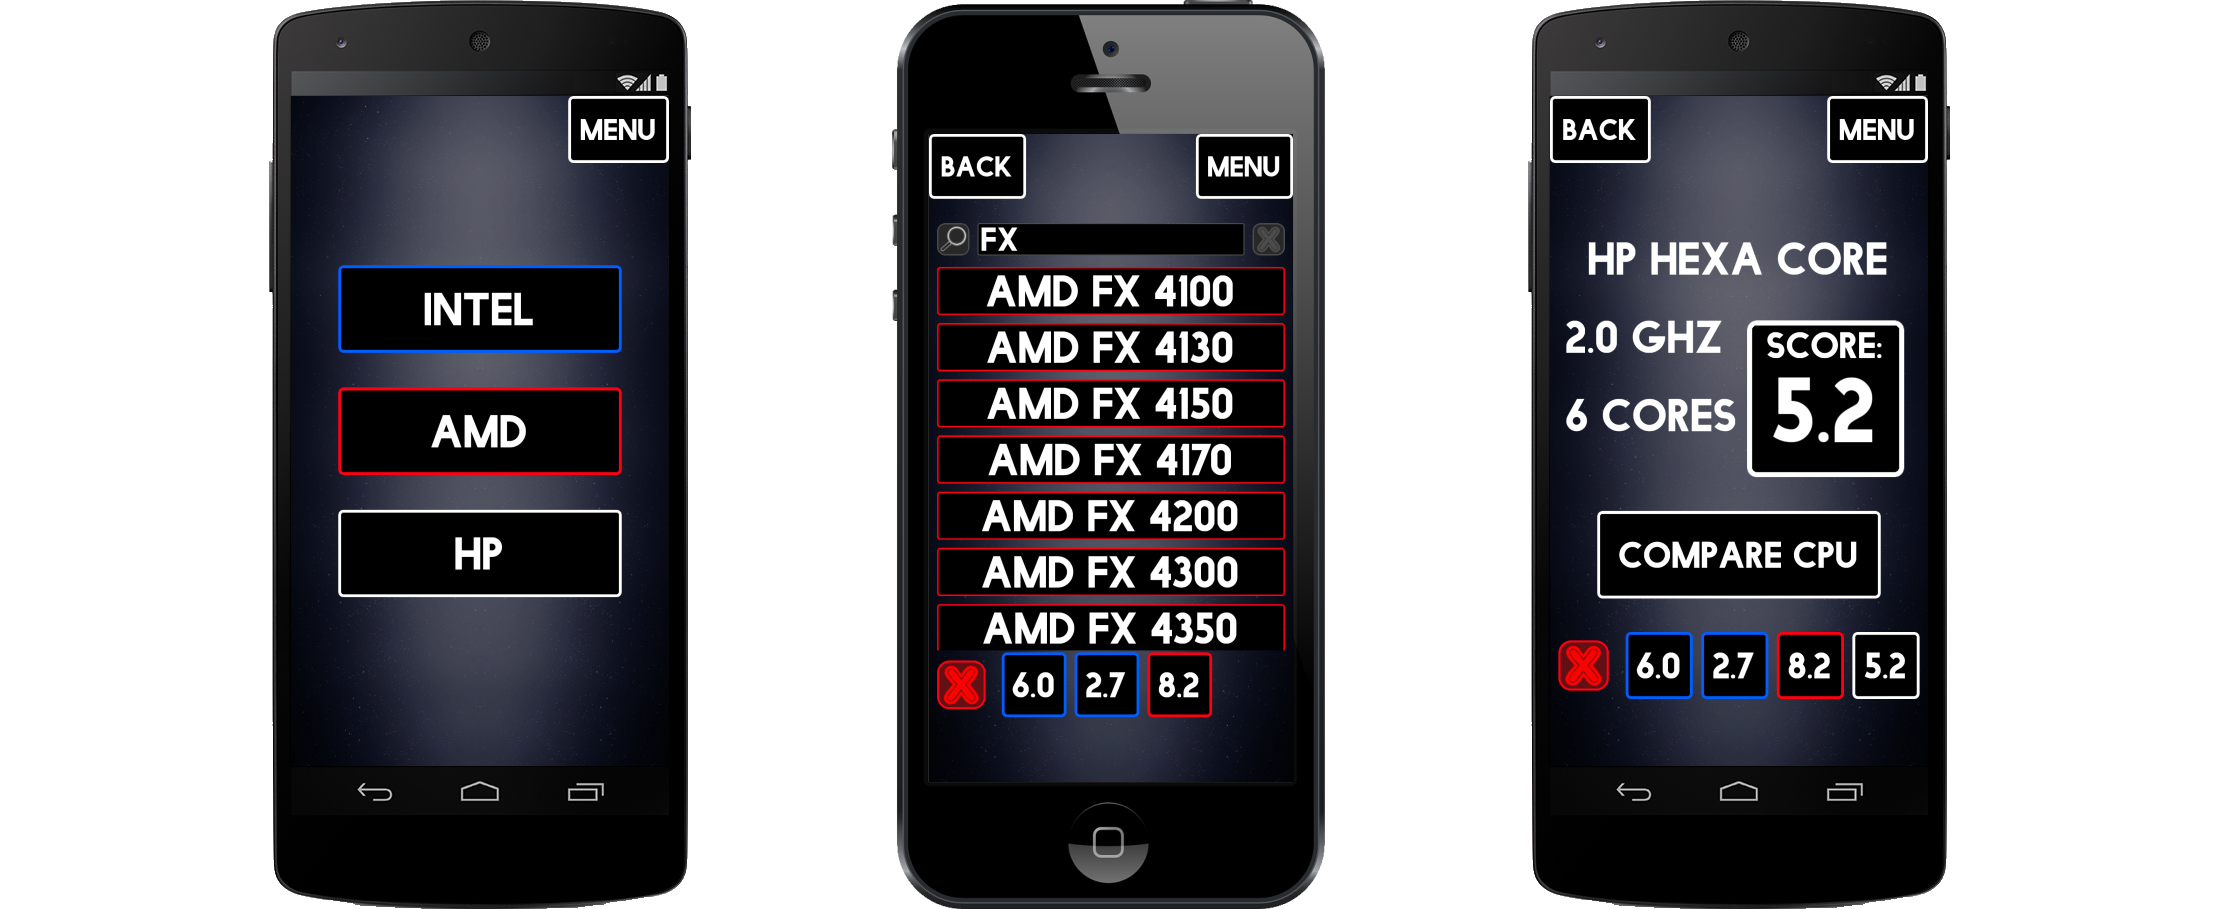 MENU
INTEL
AMD
HP
BACK
MENU
FX
AMD FX 4100
AMD FX 4130
AMD FX 4150
AMD FX 4170
AMD FX 4200
AMD FX 4300
AMD FX 4350
6.0
2.7
8.2
BACK
MENU
HP HEXA CORE
2.0 GHZ
6 CORES
SCORE:
5.2
COMPARE CPU
6.0
2.7
8.2
5.2